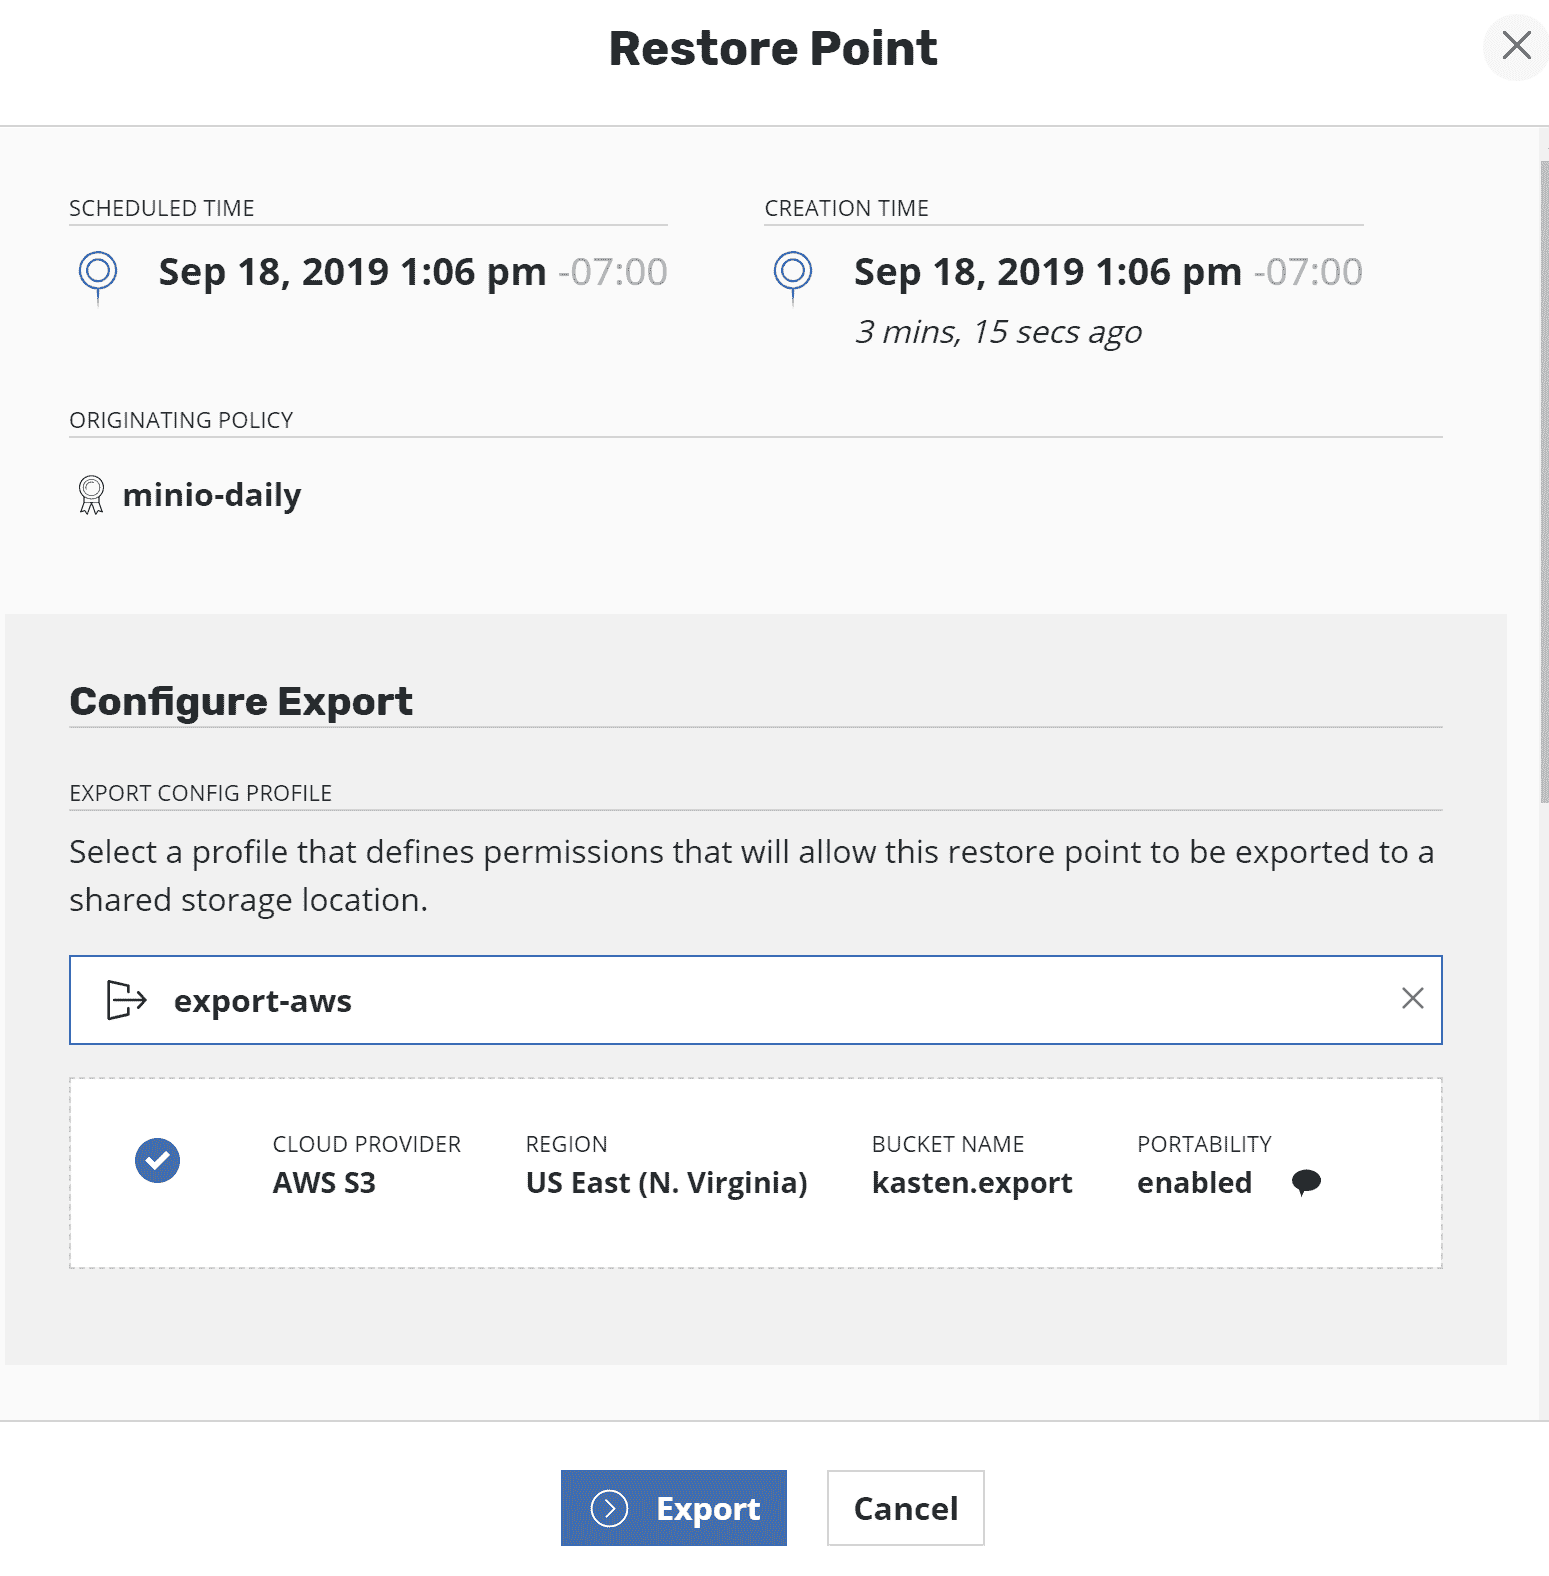 Restore Point
SCHEDULED TIME
Sep 18, 2019 1:06 pm -07:00
CREATION TIME
Sep 18, 2019 1:06 pm -07:00
3 mins, 15 secs ago
ORIGINATING POLICY
minio-daily
Configure Export
EXPORT CONFIG PROFILE
Select a profile that defines permissions that will allow this restore point to be exported to a
shared storage location.
export-aws
CLOUD PROVIDER
AWS S3
REGION
US East (N. Virginia)
BUCKET NAME
kasten.export
PORTABILITY
enabled
Export
Cancel